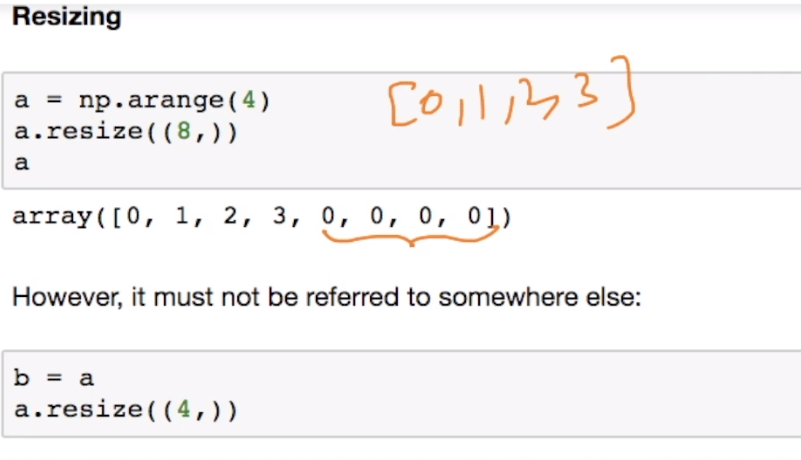 Resizing
a = np.arange(4)
[0,1,2,3]
a.resize((8,))
a
array([0, 1, 2, 3, 0, 0, 0, 0])
However, it must not be referred to somewhere else:
b = a
a.resize((4,))